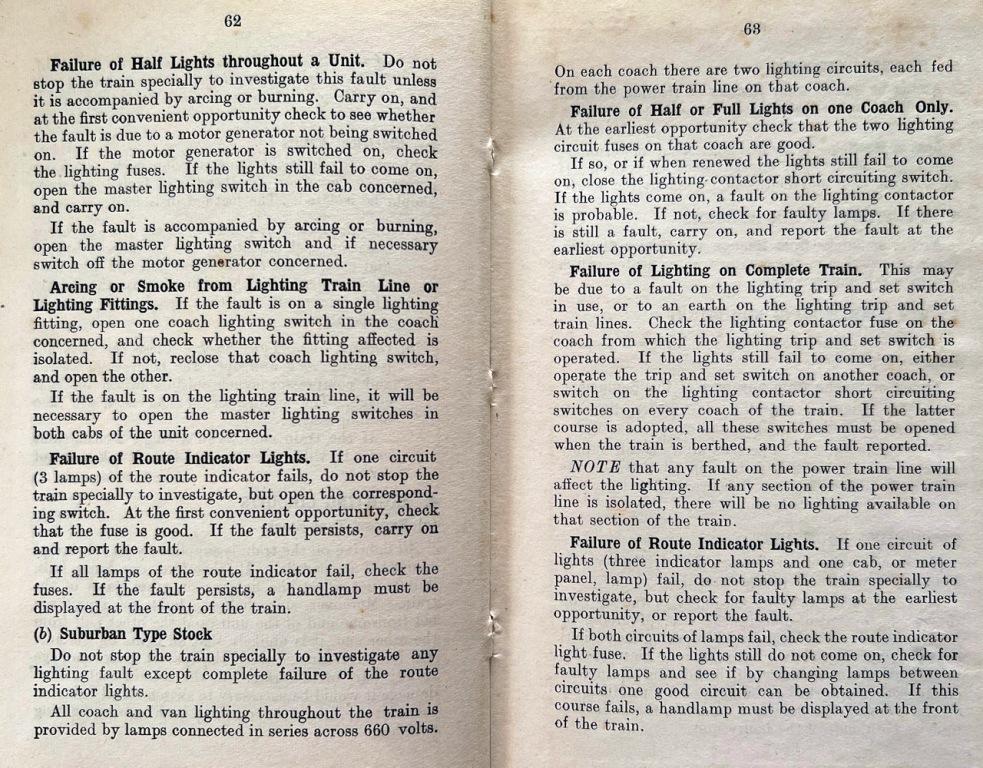 62
Failure of Half Lights throughout a Unit. Do not
stop the train specially to investigate this fault unless
it is accompanied by arcing or burning. Carry on, and
at the first convenient opportunity check to see whether
the fault is due to a motor generator not being switched
on. If the motor generator is switched on, check
the lighting fuses. If the lights still fail to come on,
open the master lighting switch in the cab concerned,
and carry on.
If the fault is accompanied by arcing or burning,
open the master lighting switch and if necessary
switch off the motor generator concerned.
Arcing or Smoke from Lighting Train Line or
Lighting Fittings. If the fault is on a single lighting
fitting, open one coach lighting switch in the coach
concerned, and check whether the fitting affected is
isolated. If not, reclose that coach lighting switch,
and open the other.
If the fault is on the lighting train line, it will be
necessary to open the master lighting switches in
both cabs of the unit concerned.
Failure of Route Indicator Lights. If one circuit
(3 lamps) of the route indicator fails, do not stop the
train specially to investigate, but open the correspond-
ing switch. At the first convenient opportunity, check
that the fuse is good. If the fault persists, carry on
and report the fault.
If all lamps of the route indicator fail, check the
fuses. If the fault persists, a handlamp must be
displayed at the front of the train.
(b) Suburban Type Stock
Do not stop the train specially to investigate any
lighting fault except complete failure of the route
indicator lights.
All coach and van lighting throughout the train is
provided by lamps connected in series across 660 volts.
63
On each coach there are two lighting circuits, each fed
from the power train line on that coach.
Failure of Half or Full Lights on one Coach Only.
At the earliest opportunity check that the two lighting
circuit fuses on that coach are good.
If so, or if when renewed the lights still fail to come
on, close the lighting contactor short circuiting switch.
If the lights come on, a fault on the lighting contactor
is probable. If not, check for faulty lamps. If there
is still a fault, carry on, and report the fault at the
earliest opportunity.
Failure of Lighting on Complete Train. This may
be due to a fault on the lighting trip and set switch
in use, or to an earth on the lighting trip and set
train lines. Check the lighting contactor fuse on the
coach from which the lighting trip and set switch is
operated. If the lights still fail to come on, either
operate the trip and set switch on another coach, or
switch on the lighting contactor short circuiting
switches on every coach of the train. If the latter
course is adopted, all these switches must be opened
when the train is berthed, and the fault reported.
NOTE that any fault on the power train line will
affect the lighting. If any section of the power train
line is isolated, there will be no lighting available on
that section of the train.
Failure of Route Indicator Lights. If one circuit of
lights (three indicator lamps and one cab, or meter
panel, lamp) fail, do not stop the train specially to
investigate, but check for faulty lamps at the earliest
opportunity, or report the fault.
If both circuits of lamps fail, check the route indicator
light fuse. If the lights still do not come on, check for
faulty lamps and see if by changing lamps between
circuits one good circuit can be obtained. If this
course fails, a handlamp must be displayed at the front
of the train.